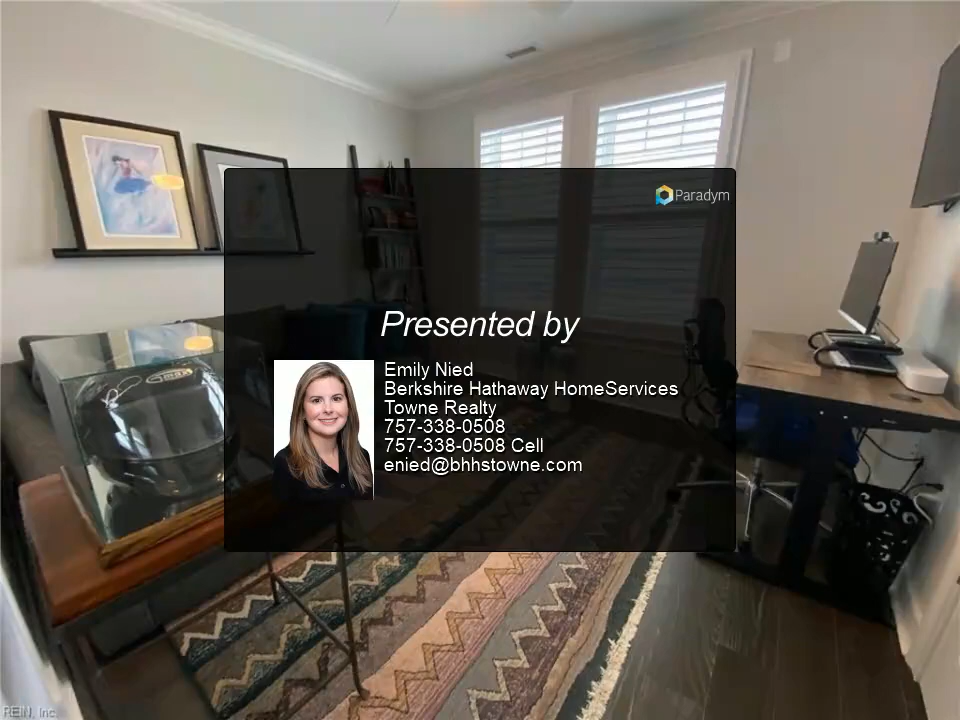 Paradym
Presented by
Emily Nied
Berkshire Hathaway HomeServices
Towne Realty
757-338-0508
757-338-0508 Cell
enied@bhhstowne.com
REIN, Inc.